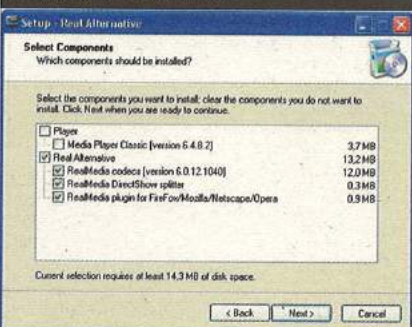 Setup - Real Alternative
Select Components
Which components should be installed?
Select the components you want to install; clear the components you do not want to
install. Click Next when you are ready to continue.
Player
Media Player Classic [version 6.4.8.2] 3,7 MB
Real Alternative 13,2 MB
RealMedia codecs [version 6.0.12.1040] 12,0 MB
RealMedia DirectShow splitter 0,3 MB
RealMedia plugin for FireFox/Mozilla/Netscape/Opera 0,9 MB
Current selection requires at least 14,3 MB of disk space.
< Back Next > Cancel